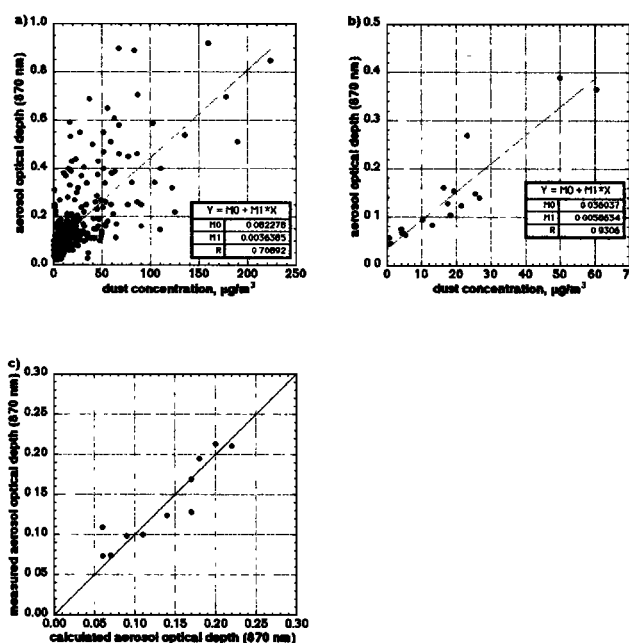 a)
aerosol optical depth (870 nm)
1.0
0.8
0.6
0.4
0.2
0.0
0
50
100
150
200
250
dust concentration, µg/m³
Y = M0 + M1*X
M0 0.082278
M1 0.0036385
R 0.70892
b)
aerosol optical depth (870 nm)
0.5
0.4
0.3
0.2
0.1
0.0
0
10
20
30
40
50
60
70
dust concentration, µg/m³
Y = M0 + M1*X
M0 0.036037
M1 0.0058634
R 0.9306
c)
measured aerosol optical depth (870 nm)
0.30
0.25
0.20
0.15
0.10
0.05
0.00
0.00
0.05
0.10
0.15
0.20
0.25
0.30
calculated aerosol optical depth (870 nm)